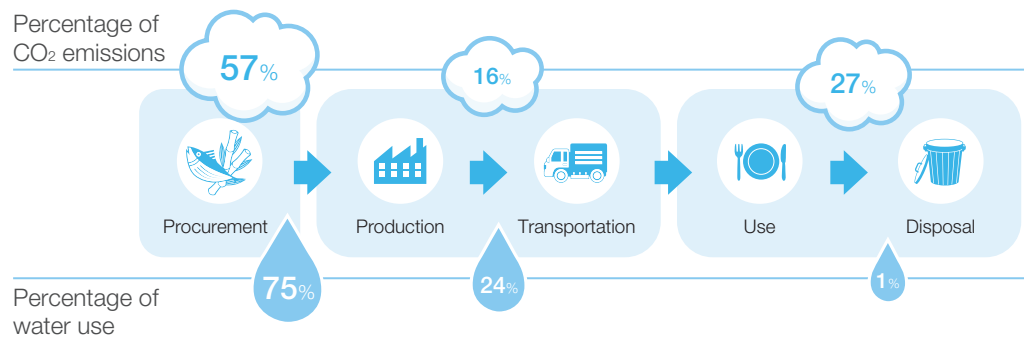 Percentage of
CO₂ emissions
57%
16%
27%
Procurement
Production
Transportation
Use
Disposal
75%
24%
1%
Percentage of
water use